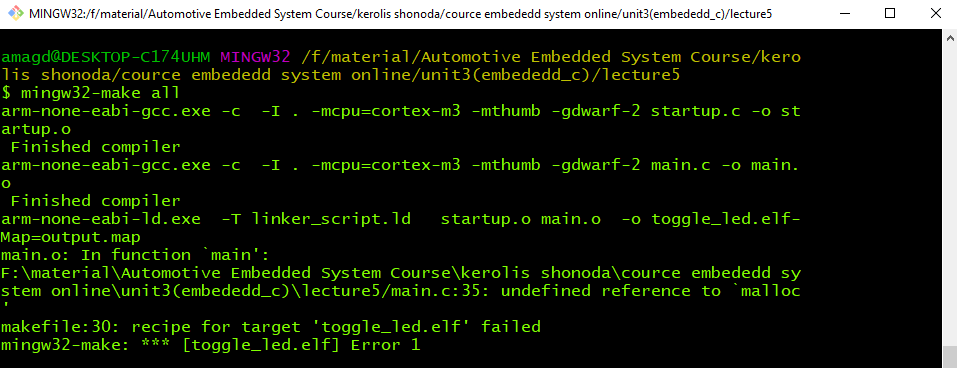 MINGW32:/f/material/Automotive Embedded System Course/kerolis shonoda/cource embededd system online/unit3(embededd_c)/lecture5
amagd@DESKTOP-C174UHM MINGW32 /f/material/Automotive Embedded System Course/kero
lis shonoda/cource embededd system online/unit3(embededd_c)/lecture5
$ mingw32-make all
arm-none-eabi-gcc.exe -c  -I . -mcpu=cortex-m3 -mthumb -gdwarf-2 startup.c -o st
artup.o
 Finished compiler
arm-none-eabi-gcc.exe -c  -I . -mcpu=cortex-m3 -mthumb -gdwarf-2 main.c -o main.
o
 Finished compiler
arm-none-eabi-ld.exe  -T linker_script.ld   startup.o main.o  -o toggle_led.elf-
Map=output.map
main.o: In function `main':
F:\material\Automotive Embedded System Course\kerolis shonoda\cource embededd sy
stem online\unit3(embededd_c)\lecture5/main.c:35: undefined reference to `malloc
'
makefile:30: recipe for target 'toggle_led.elf' failed
mingw32-make: *** [toggle_led.elf] Error 1